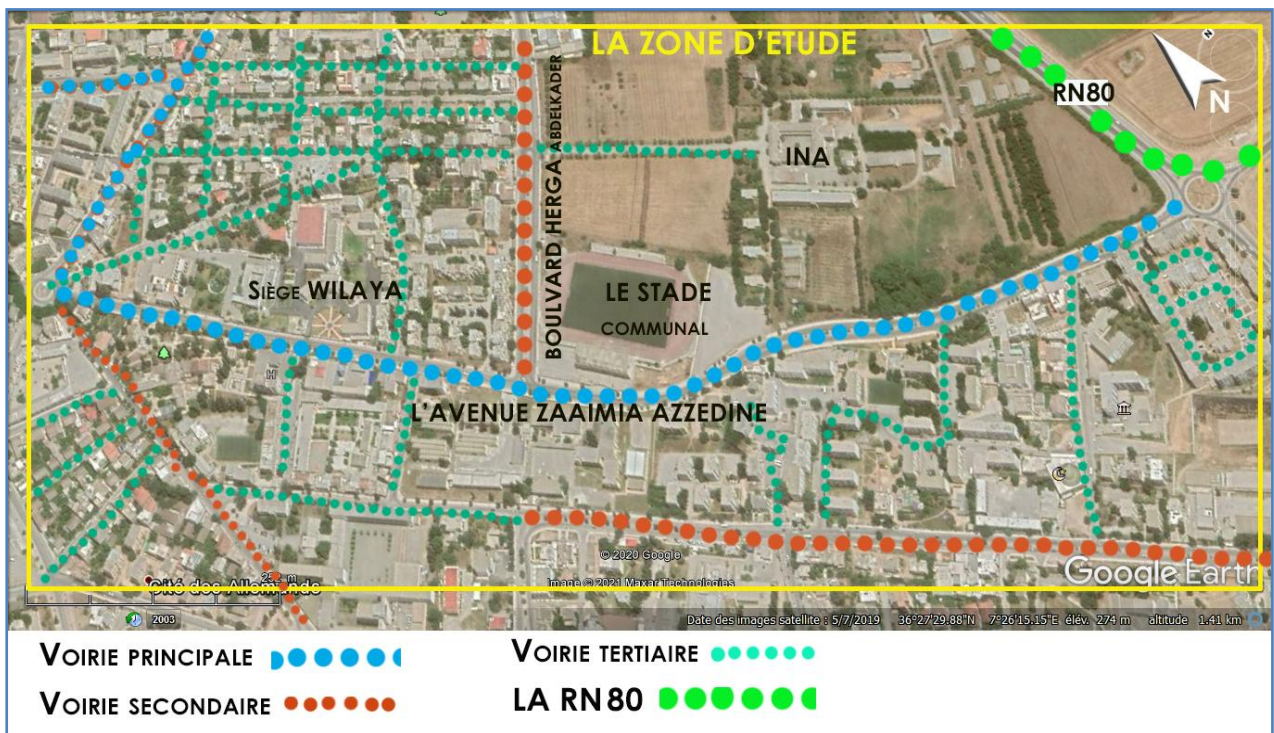 LA ZONE D'ETUDE
N
RN80
N
BOULVARD HERGA ABDELKADER
INA
SIÈGE WILAYA
LE STADE
COMMUNAL
H
L'AVENUE ZAAIMIA AZZEDINE
© 2020 Google
Image © 2021 Maxar Technologies
Google Earth
Cité des Allemands
2003
Date des images satellite : 5/7/2019 36°27'29.88"N 7°26'15.15"E élév. 274 m altitude 1.41 km
VOIRIE PRINCIPALE
VOIRIE TERTIAIRE
VOIRIE SECONDAIRE
LA RN80